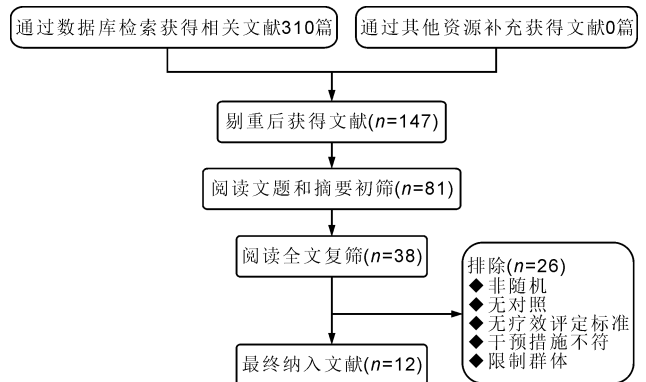 通过数据库检索获得相关文献310篇
通过其他资源补充获得文献0篇
剔重后获得文献(n=147)
阅读文题和摘要初筛(n=81)
阅读全文复筛(n=38)
排除(n=26)
◆非随机
◆无对照
◆无疗效评定标准
◆干预措施不符
◆限制群体
最终纳入文献(n=12)